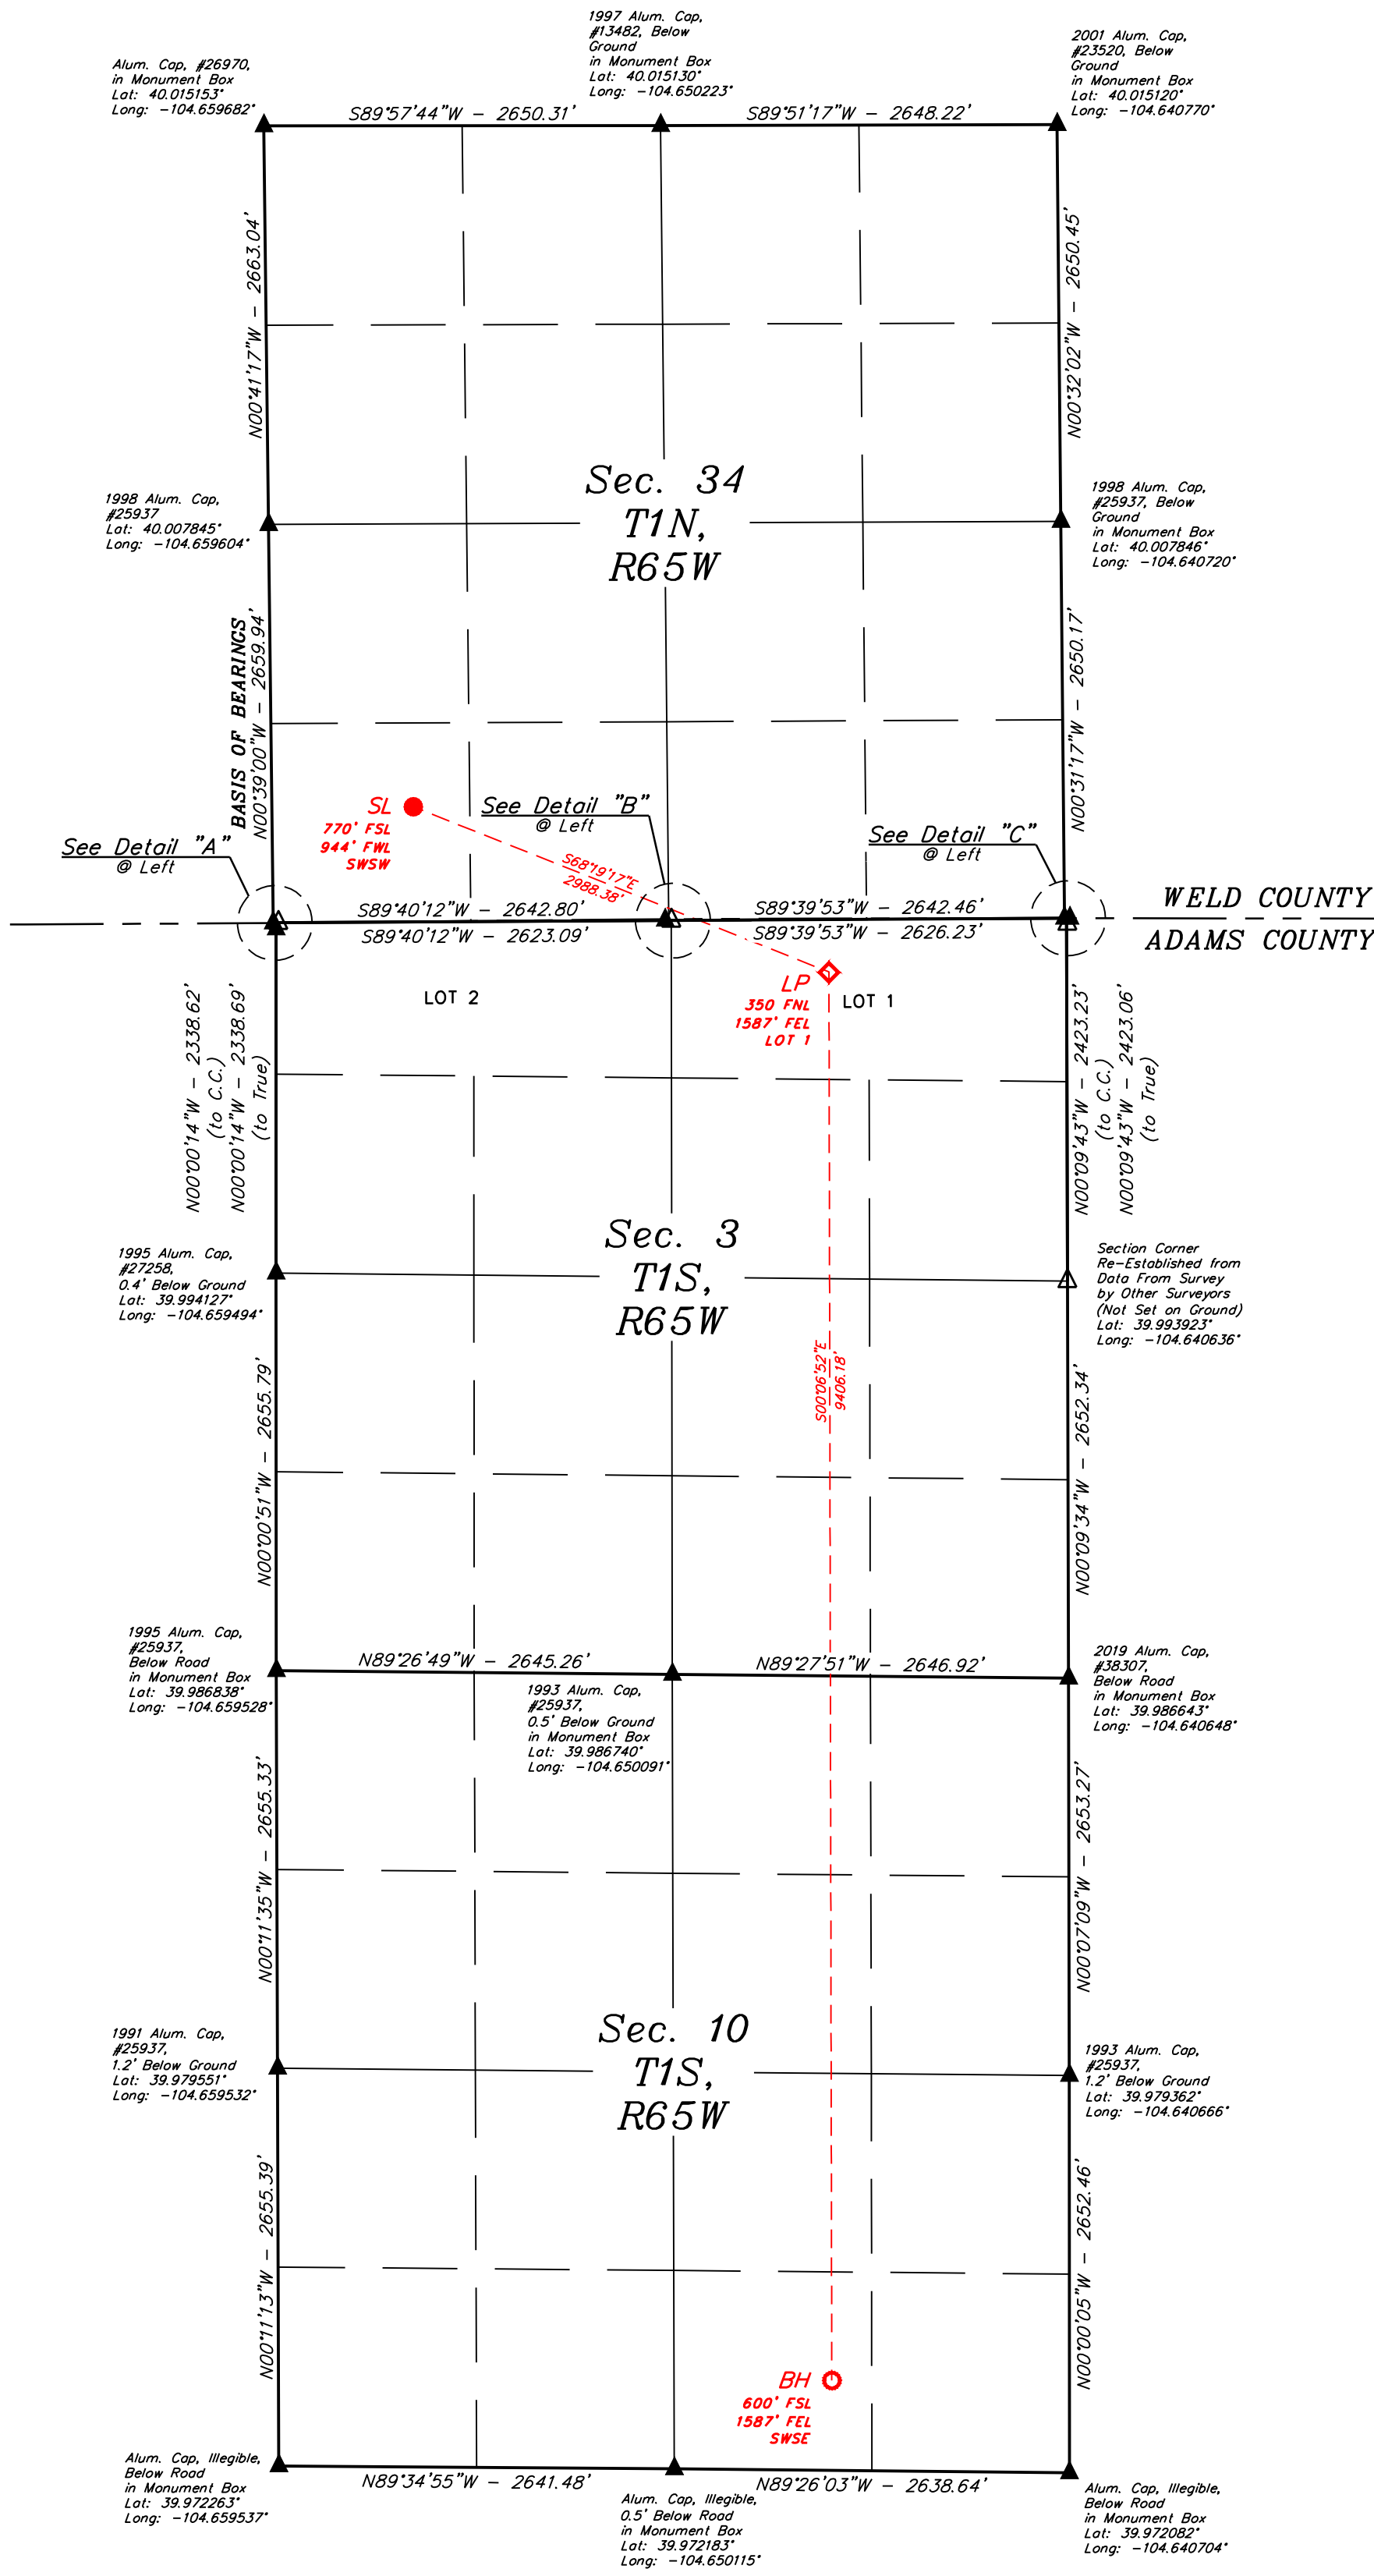 1997 Alum. Cap,
#13482, Below
Ground
in Monument Box
Lat: 40.015130°
Long: -104.650223°
2001 Alum. Cap,
#23520, Below
Ground
in Monument Box
Lat: 40.015120°
Long: -104.640770°
Alum. Cap, #26970,
in Monument Box
Lat: 40.015153°
Long: -104.659682°
S89°57'44"W - 2650.31'
S89°51'17"W - 2648.22'
N00°41'17"W - 2663.04'
N00°32'02"W - 2650.45'
Sec. 34
T1N,
R65W
1998 Alum. Cap,
#25937
Lat: 40.007845°
Long: -104.659604°
1998 Alum. Cap,
#25937, Below
Ground
in Monument Box
Lat: 40.007846°
Long: -104.640720°
BASIS OF BEARINGS
N00°39'00"W - 2659.94'
N00°31'17"W - 2650.17'
SL
770' FSL
944' FWL
SWSW
See Detail "A"
@ Left
See Detail "B"
@ Left
See Detail "C"
@ Left
S68°19'17"E
2988.38'
WELD COUNTY
ADAMS COUNTY
S89°40'12"W - 2642.80'
S89°40'12"W - 2623.09'
S89°39'53"W - 2642.46'
S89°39'53"W - 2626.23'
LOT 2
LP
350 FNL
1587' FEL
LOT 1
LOT 1
N00°00'14"W - 2338.62'
(to C.C.)
N00°00'14"W - 2338.69'
(to True)
N00°09'43"W - 2423.23'
(to C.C.)
N00°09'43"W - 2423.06'
(to True)
Sec. 3
T1S,
R65W
1995 Alum. Cap,
#27258,
0.4' Below Ground
Lat: 39.994127°
Long: -104.659494°
Section Corner
Re-Established from
Data From Survey
by Other Surveyors
(Not Set on Ground)
Lat: 39.993923°
Long: -104.640636°
S00°06'52"E
9406.18'
N00°00'51"W - 2655.79'
N00°09'34"W - 2652.34'
1995 Alum. Cap,
#25937,
Below Road
in Monument Box
Lat: 39.986838°
Long: -104.659528°
N89°26'49"W - 2645.26'
N89°27'51"W - 2646.92'
1993 Alum. Cap,
#25937,
0.5' Below Ground
in Monument Box
Lat: 39.986740°
Long: -104.650091°
2019 Alum. Cap,
#38307,
Below Road
in Monument Box
Lat: 39.986643°
Long: -104.640648°
N00°11'35"W - 2655.33'
N00°07'09"W - 2653.27'
Sec. 10
T1S,
R65W
1991 Alum. Cap,
#25937,
1.2' Below Ground
Lat: 39.979551°
Long: -104.659532°
1993 Alum. Cap,
#25937,
1.2' Below Ground
Lat: 39.979362°
Long: -104.640666°
N00°11'13"W - 2655.39'
N00°00'05"W - 2652.46'
BH
600' FSL
1587' FEL
SWSE
Alum. Cap, Illegible,
Below Road
in Monument Box
Lat: 39.972263°
Long: -104.659537°
N89°34'55"W - 2641.48'
N89°26'03"W - 2638.64'
Alum. Cap, Illegible,
0.5' Below Road
in Monument Box
Lat: 39.972183°
Long: -104.650115°
Alum. Cap, Illegible,
Below Road
in Monument Box
Lat: 39.972082°
Long: -104.640704°